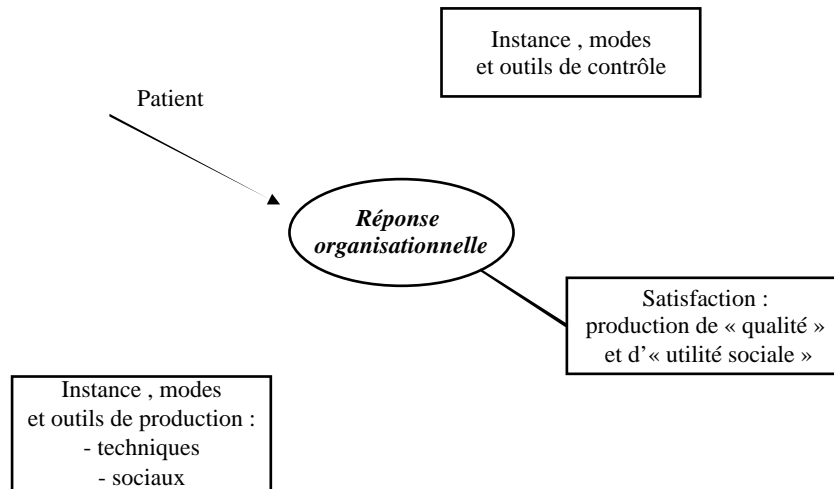 Instance , modes
et outils de contrôle
Patient
Réponse
organisationnelle
Satisfaction :
production de « qualité »
et d'« utilité sociale »
Instance , modes
et outils de production :
- techniques
- sociaux